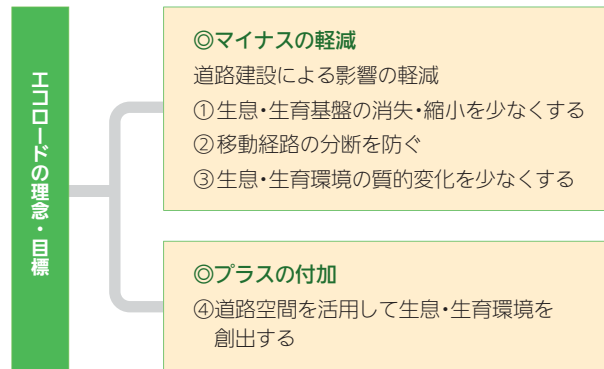 エコロードの理念・目標
◎マイナスの軽減
道路建設による影響の軽減
①生息・生育基盤の消失・縮小を少なくする
②移動経路の分断を防ぐ
③生息・生育環境の質的変化を少なくする
◎プラスの付加
④道路空間を活用して生息・生育環境を
創出する